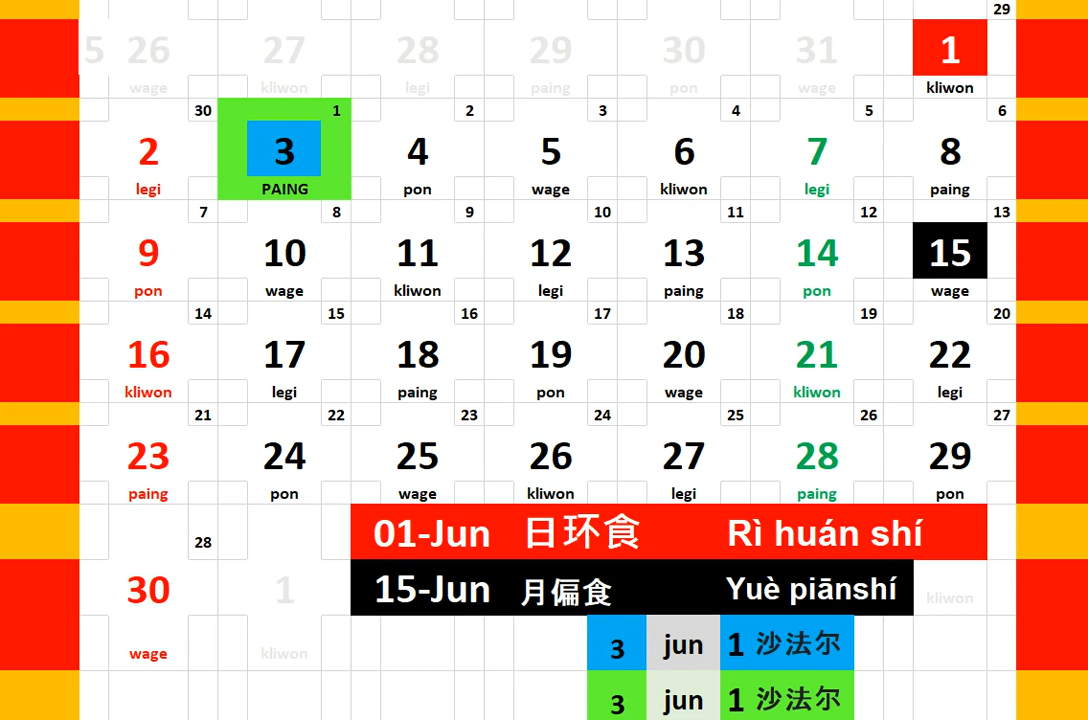 29
5 26 27 28 29 30 31 1
wage kliwon legi paing pon wage kliwon
30 1 2 3 4 5 6
2 3 4 5 6 7 8
legi PAING pon wage kliwon legi paing
7 8 9 10 11 12 13
9 10 11 12 13 14 15
pon wage kliwon legi paing pon wage
14 15 16 17 18 19 20
16 17 18 19 20 21 22
kliwon legi paing pon wage kliwon legi
21 22 23 24 25 26 27
23 24 25 26 27 28 29
paing pon wage kliwon legi paing pon
28
01-Jun 日环食 Rì huán shí
30 1
15-Jun 月偏食 Yuè piānshí
kliwon
wage kliwon
3 jun 1 沙法尔
3 jun 1 沙法尔